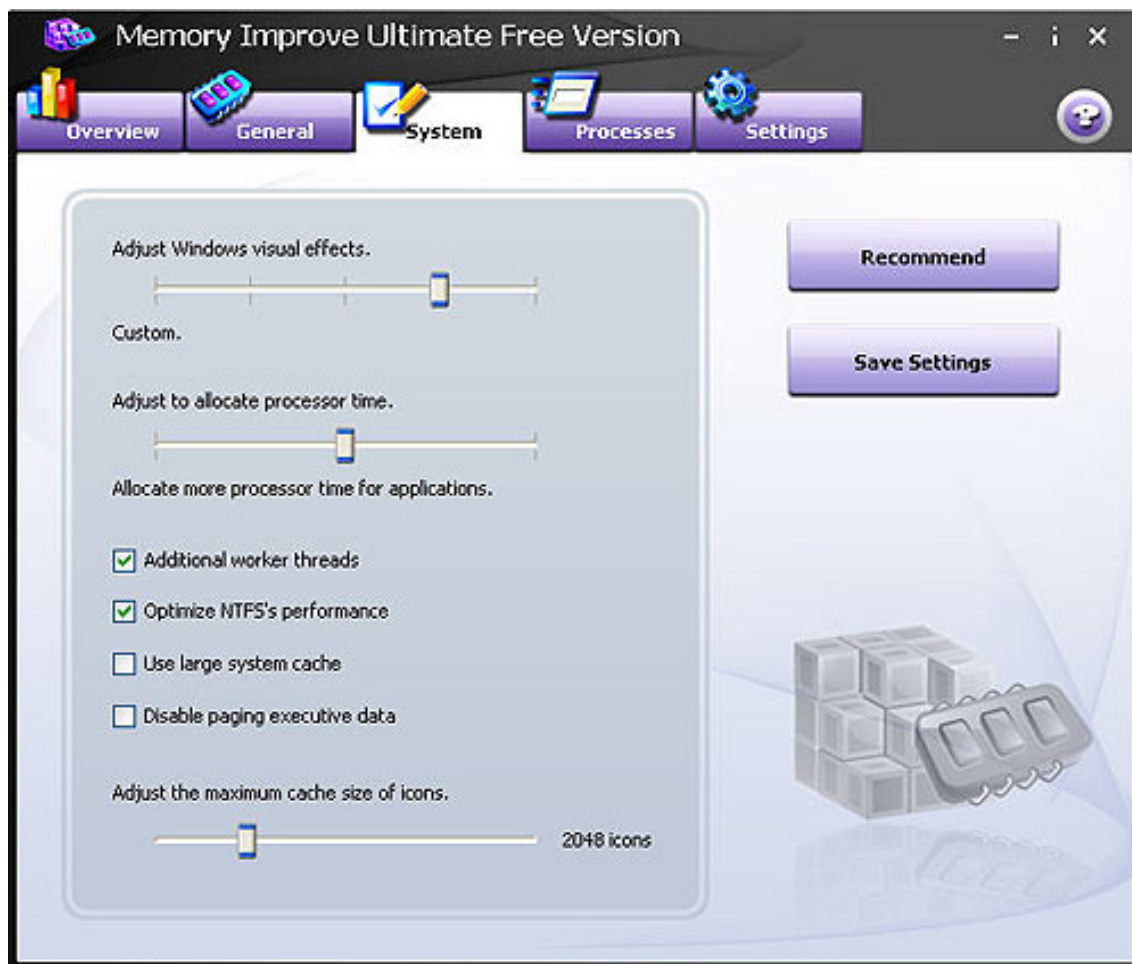 Memory Improve Ultimate Free Version
Overview
General
System
Processes
Settings
Adjust Windows visual effects.
Custom.
Adjust to allocate processor time.
Allocate more processor time for applications.
Additional worker threads
Optimize NTFS's performance
Use large system cache
Disable paging executive data
Adjust the maximum cache size of icons.
2048 icons
Recommend
Save Settings